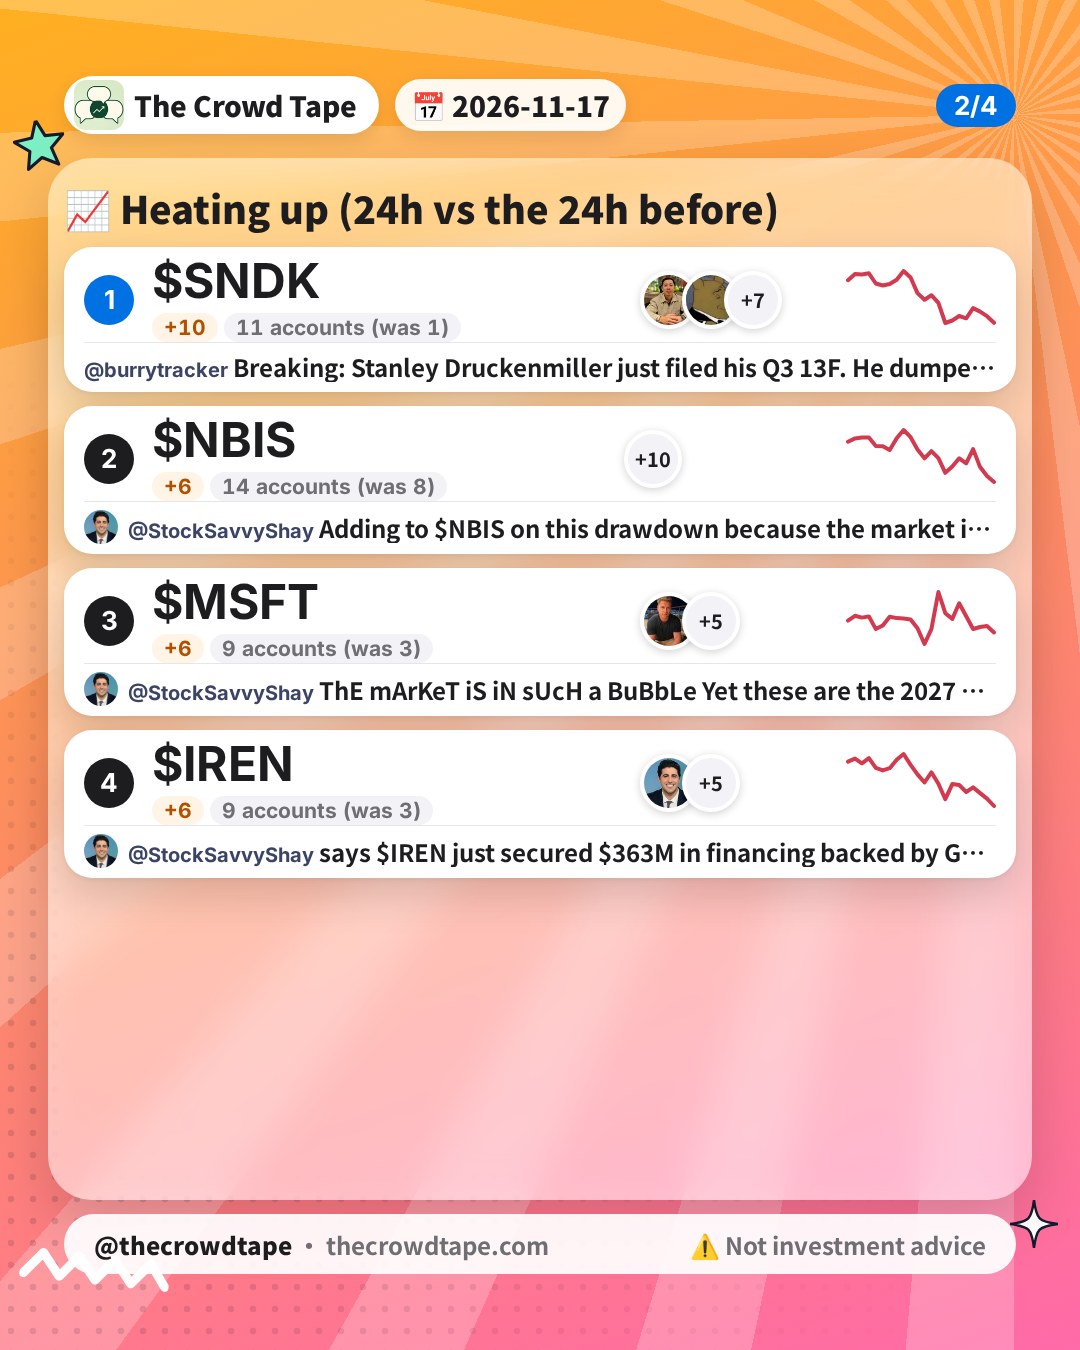 The Crowd Tape
July 17
2026-11-17
2/4
Heating up (24h vs the 24h before)
1
$SNDK
+10 11 accounts (was 1)
+7
@burrytracker Breaking: Stanley Druckenmiller just filed his Q3 13F. He dumpe…
2
$NBIS
+6 14 accounts (was 8)
+10
@StockSavvyShay Adding to $NBIS on this drawdown because the market i…
3
$MSFT
+6 9 accounts (was 3)
+5
@StockSavvyShay ThE mArKeT iS iN sUcH a BuBbLe Yet these are the 2027 …
4
$IREN
+6 9 accounts (was 3)
+5
@StockSavvyShay says $IREN just secured $363M in financing backed by G…
@thecrowdtape • thecrowdtape.com
Not investment advice